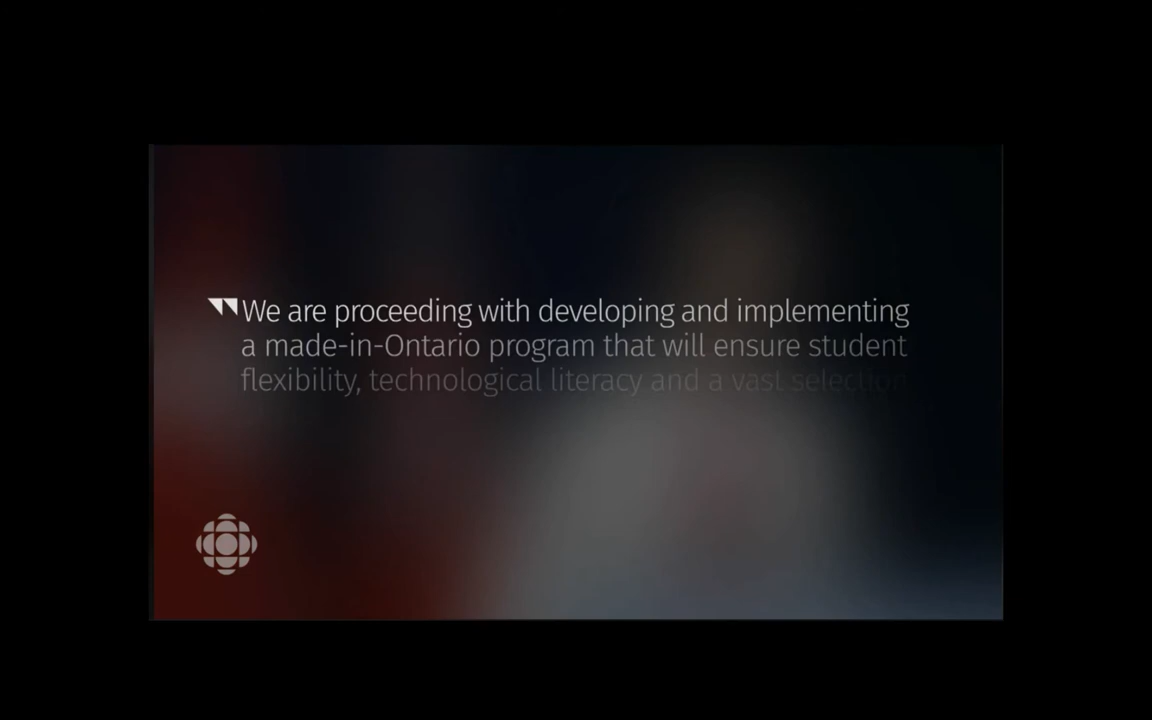 We are proceeding with developing and implementing
a made-in-Ontario program that will ensure student
flexibility, technological literacy and a vast selection